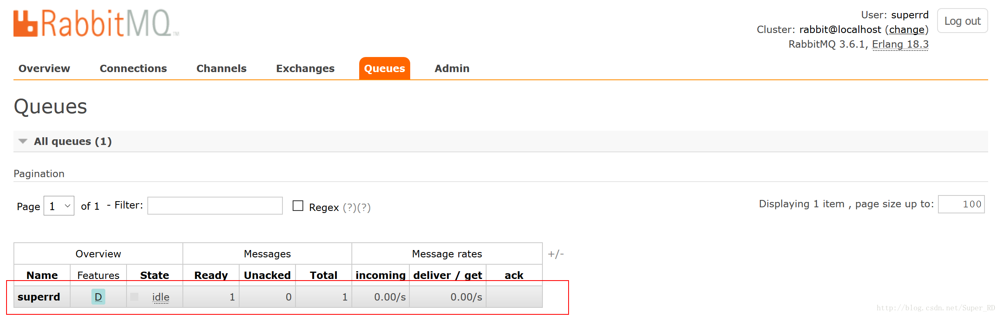 RabbitMQ™
User: superrd
Log out
Cluster: rabbit@localhost (change)
RabbitMQ 3.6.1, Erlang 18.3
Overview Connections Channels Exchanges Queues Admin
Queues
All queues (1)
Pagination
Page 1 of 1 - Filter: Regex (?)(?) Displaying 1 item , page size up to: 100
Overview Messages Message rates +/-
Name Features State Ready Unacked Total incoming deliver / get ack
superrd D idle 1 0 1 0.00/s 0.00/s
http://blog.csdn.net/Super_RD